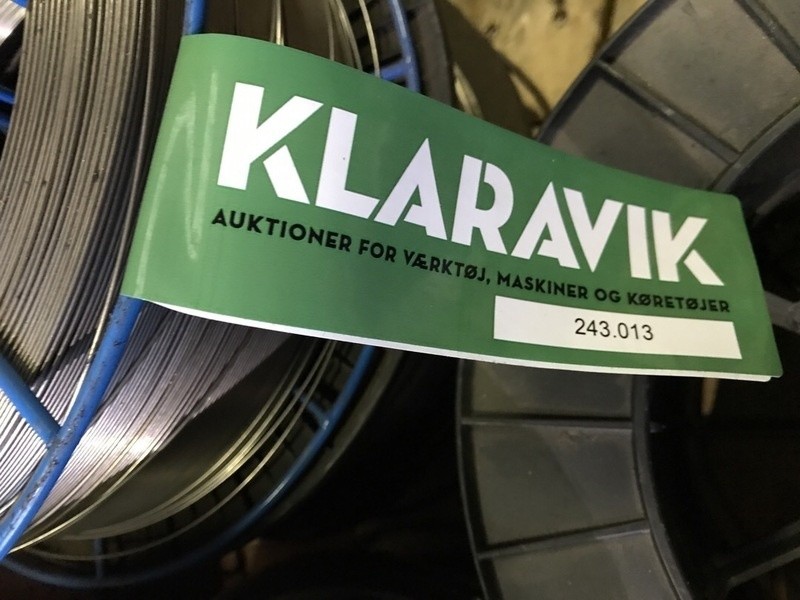 KLARAVIK
AUKTIONER FOR VÆRKTØJ, MASKINER OG KØRETØJER
243.013